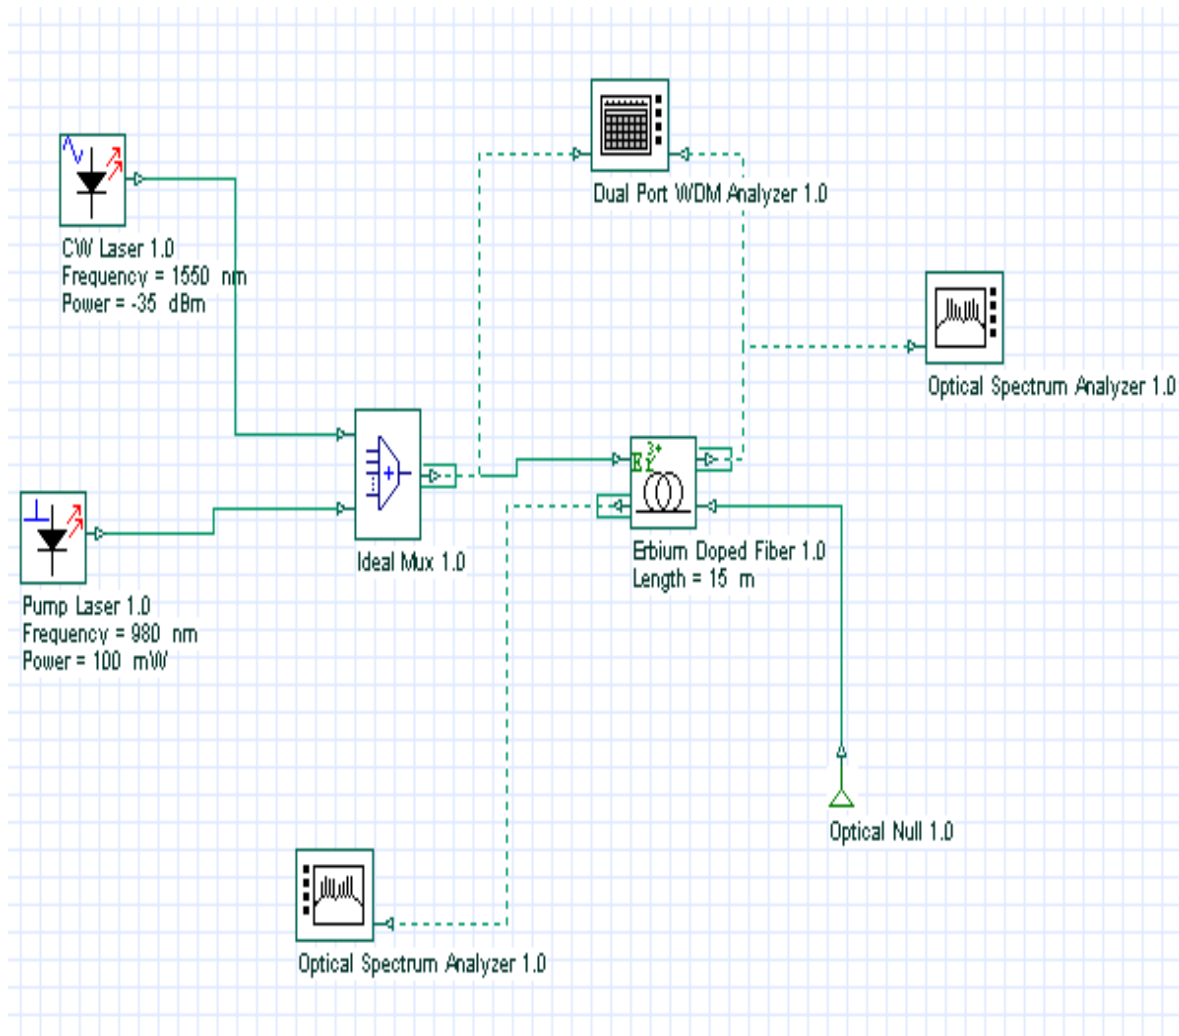 Dual Port WDM Analyzer 1.0
CW Laser 1.0
Frequency = 1550 nm
Power = -35 dBm
Optical Spectrum Analyzer 1.0
Er 3+
Erbium Doped Fiber 1.0
Length = 15 m
Ideal Mux 1.0
Pump Laser 1.0
Frequency = 980 nm
Power = 100 mW
Optical Null 1.0
Optical Spectrum Analyzer 1.0